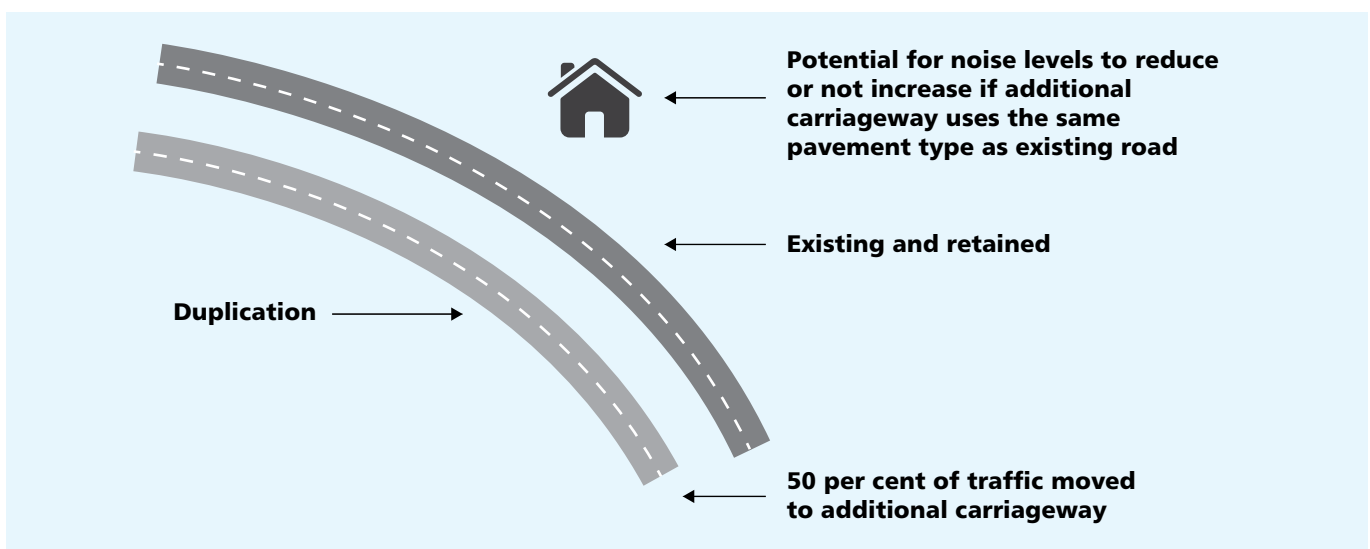 Potential for noise levels to reduce
or not increase if additional
carriageway uses the same
pavement type as existing road
Existing and retained
Duplication
50 per cent of traffic moved
to additional carriageway